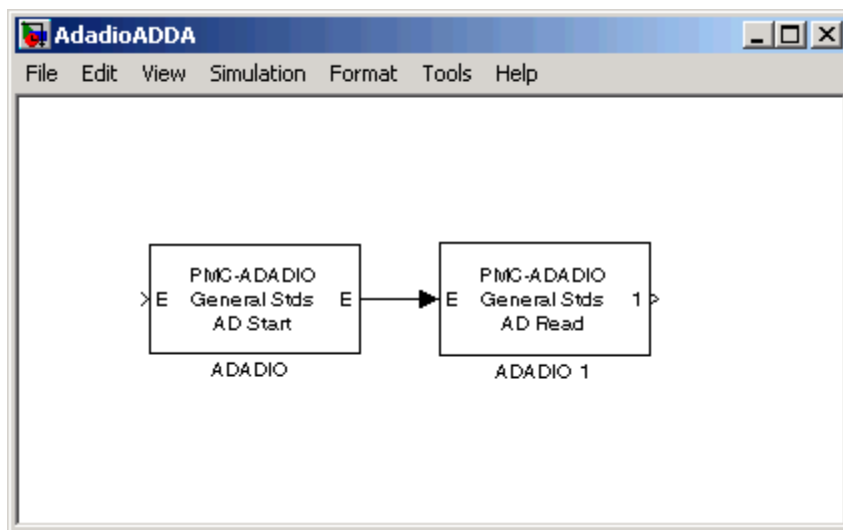 AdadioADDA
File Edit View Simulation Format Tools Help
PMC-ADADIO
General Stds
AD Start
E
E
ADADIO
PMC-ADADIO
General Stds
AD Read
E
1
ADADIO 1